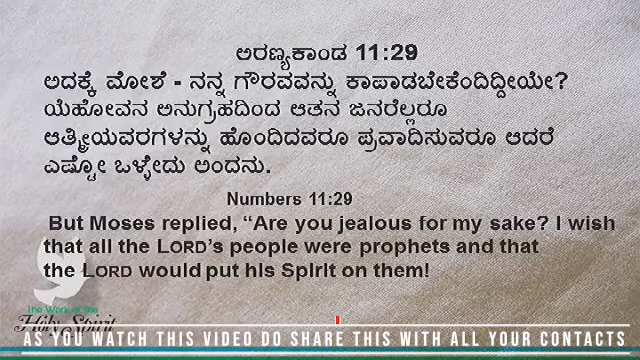 ಅರಣ್ಯಕಾಂಡ 11:29
ಅದಕ್ಕೆ ಮೋಶೆ - ನನ್ನ ಗೌರವವನ್ನು ಕಾಪಾಡಬೇಕೆಂದಿದ್ದೀಯೇ?
ಯೆಹೋವನ ಅನುಗ್ರಹದಿಂದ ಆತನ ಜನರೆಲ್ಲರೂ
ಆತ್ಮೀಯವರಗಳನ್ನು ಹೊಂದಿದವರೂ ಪ್ರವಾದಿಸುವರೂ ಆದರೆ
ಎಷ್ಟೋ ಒಳ್ಳೇದು ಅಂದನು.
Numbers 11:29
But Moses replied, “Are you jealous for my sake? I wish
that all the LORD’s people were prophets and that
the LORD would put his Spirit on them!
The Work of the
Holy Spirit
AS YOU WATCH THIS VIDEO DO SHARE THIS WITH ALL YOUR CONTACTS